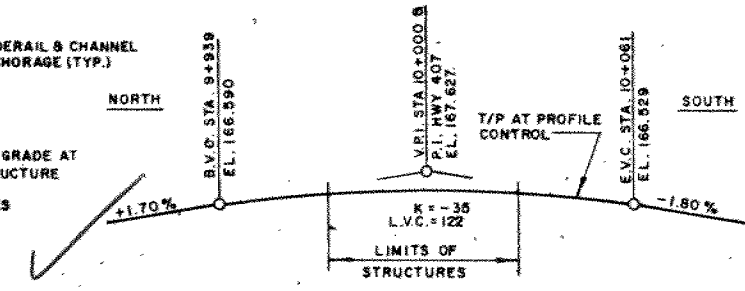 DERAIL & CHANNEL
CHORAGE (TYP.)
NORTH
GRADE AT
UCTURE
S
+1.70%
B.V.C. STA. 9+939
EL. 166.590
V.P.I. STA. 10+000
P.I. HWY 407
EL. 167.627
K = -35
L.V.C. = 122
LIMITS OF
STRUCTURES
T/P AT PROFILE
CONTROL
E.V.C. STA. 10+061
EL. 166.529
SOUTH
-1.80%